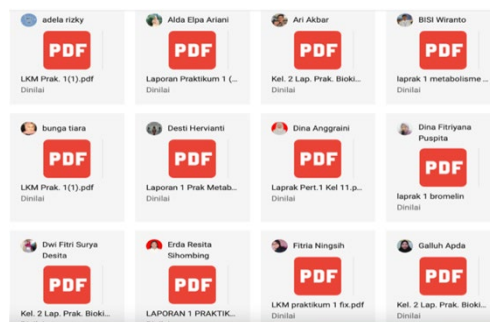 adela rizky
Alda Elpa Ariani
Ari Akbar
BISI Wiranto
PDF
PDF
PDF
PDF
LKM Prak. 1(1).pdf
Laporan Praktikum 1 (...
Kel. 2 Lap. Prak. Bioki...
laprak 1 metabolisme ...
Dinilai
Dinilai
Dinilai
Dinilai
bunga tiara
Desti Hervianti
Dina Anggraini
Dina Fitriyana
Puspita
PDF
PDF
PDF
PDF
LKM Prak. 1(1).pdf
Laporan 1 Prak Metab...
Laprak Pert.1 Kel 11.p...
laprak 1 bromelin
Dinilai
Dinilai
Dinilai
Dinilai
Dwi Fitri Surya
Desita
Erda Resita
Sihombing
Fitria Ningsih
Galluh Apda
PDF
PDF
PDF
PDF
Kel. 2 Lap. Prak. Bioki...
LAPORAN 1 PRAKTIK...
LKM praktikum 1 fix.pdf
Kel. 2 Lap. Prak. Bioki...
Dinilai
Dinilai